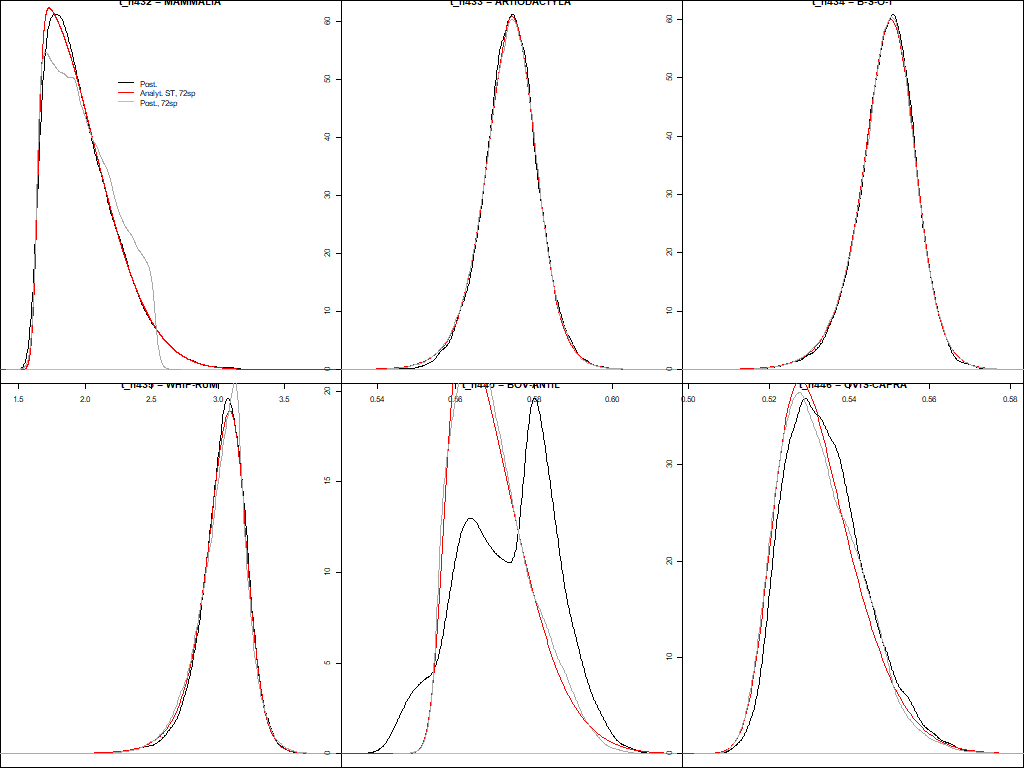 t_n432 = MAMMALIA
t_n433 = ARTIODACTYLA
t_n434 = B-S-O-T
Post.
Analyt. ST, 72sp
Post., 72sp
60
50
40
30
20
10
0
60
50
40
30
20
10
0
t_n435 = WHIP-RUM
t_n445 = BOV-ANTIL
t_n446 = OVIS-CAPRA
1.5 2.0 2.5 3.0 3.5
0.54 0.56 0.58 0.60
0.50 0.52 0.54 0.56 0.58
20
15
10
5
0
30
20
10
0